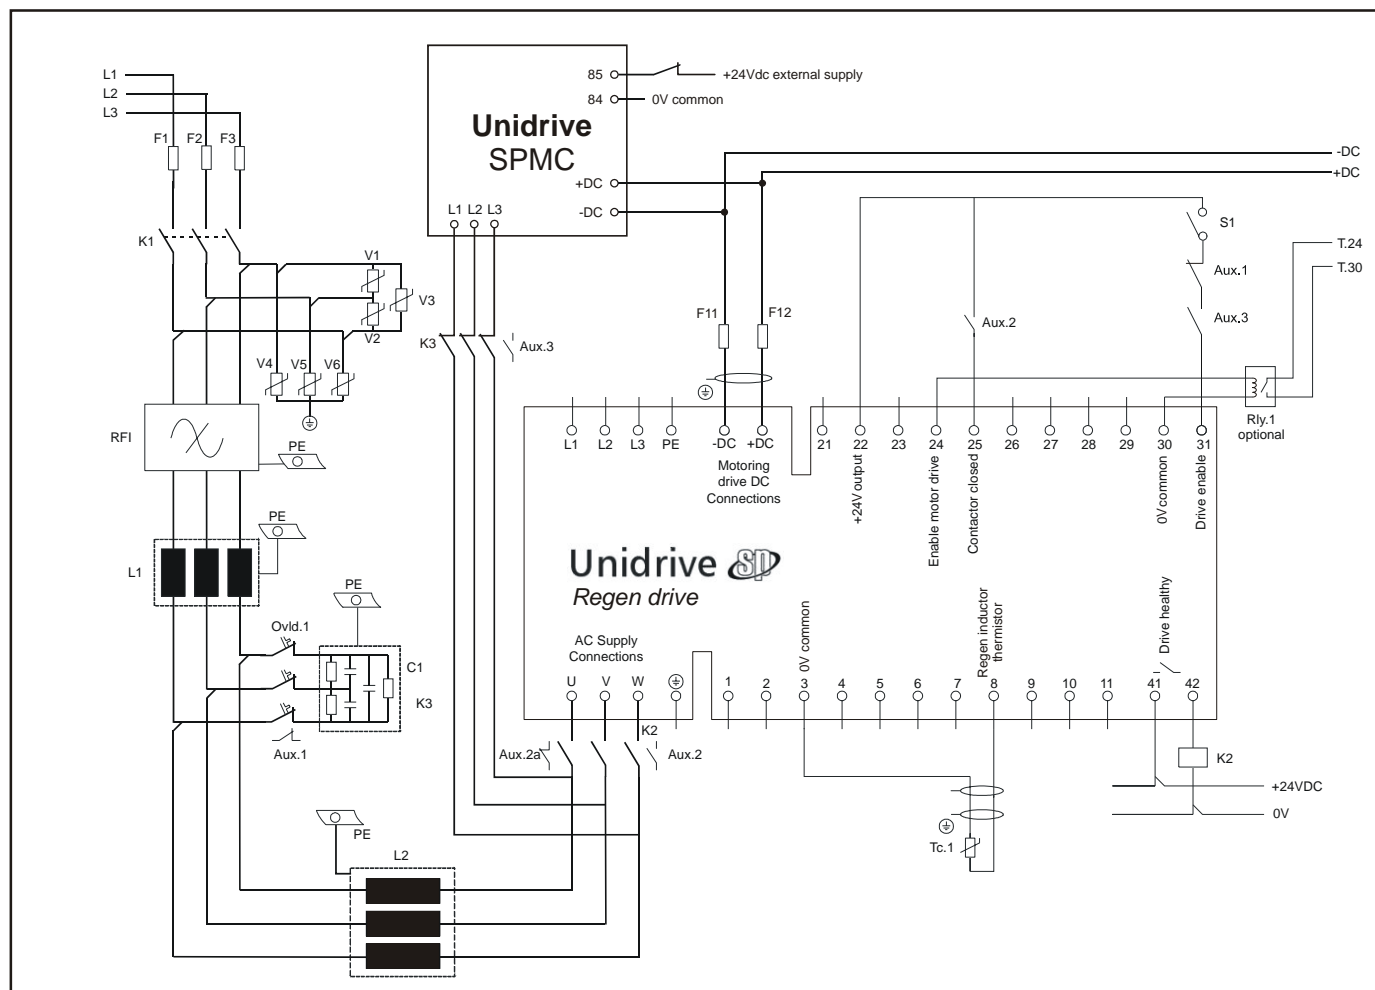 L1
L2
L3
F1 F2 F3
K1
V1
V3
V2
V4 V5 V6
RFI
PE
PE
L1
PE
Ovld.1
C1
K3
Aux.1
PE
L2
85 +24Vdc external supply
84 0V common
Unidrive
SPMC
+DC
-DC
L1 L2 L3
K3
Aux.3
-DC
+DC
F11 F12
S1
Aux.1
Aux.2
Aux.3
T.24
T.30
Rly.1
optional
L1 L2 L3 PE -DC +DC
Motoring
drive DC
Connections
21 22 23 24 25 26 27 28 29 30 31
+24V output
Enable motor drive
Contactor closed
0V common
Drive enable
Unidrive SP
Regen drive
AC Supply
Connections
U V W
0V common
Regen inductor
thermistor
Drive healthy
1 2 3 4 5 6 7 8 9 10 11 41 42
K2
Aux.2a
Aux.2
K2
+24VDC
0V
Tc.1